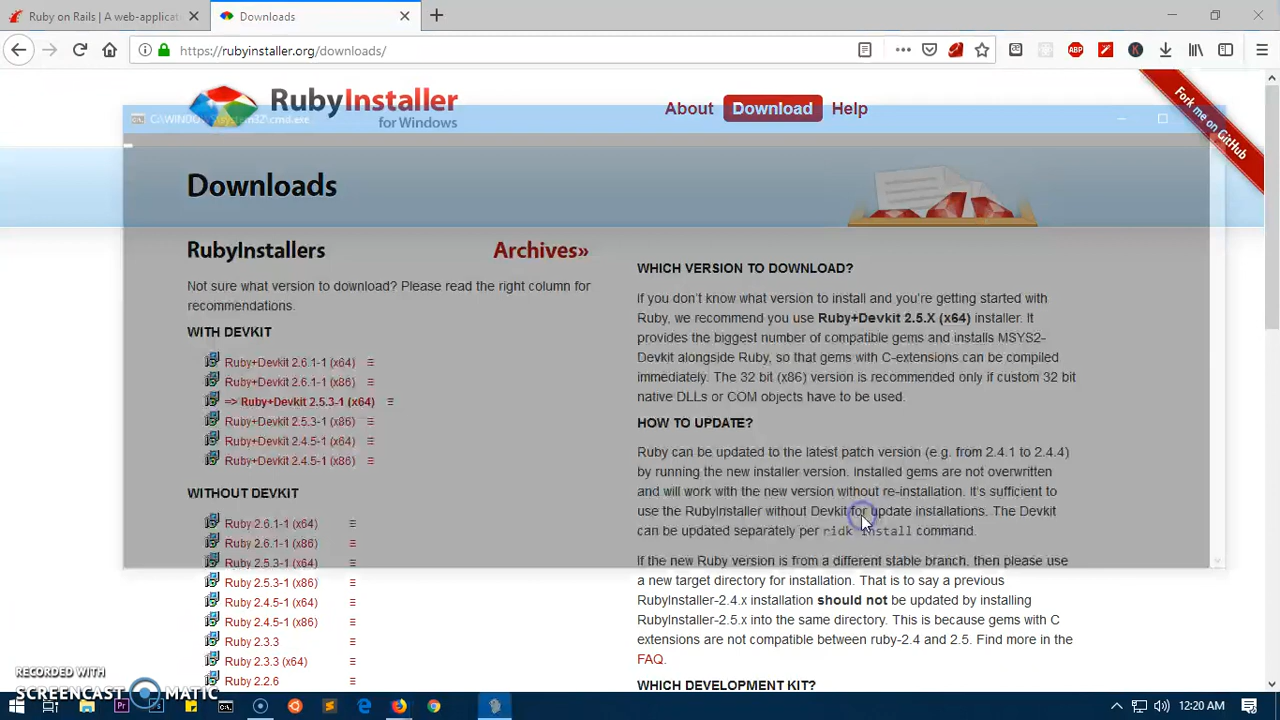 Ruby on Rails | A web-applicat
Downloads
https://rubyinstaller.org/downloads/
ABP
RubyInstaller
for Windows
About
Download
Help
Fork me on GitHub
C:\WINDOWS\system32\cmd.exe
Downloads
RubyInstallers
Archives»
Not sure what version to download? Please read the right column for
recommendations.
WITH DEVKIT
Ruby+Devkit 2.6.1-1 (x64)
Ruby+Devkit 2.6.1-1 (x86)
=> Ruby+Devkit 2.5.3-1 (x64)
Ruby+Devkit 2.5.3-1 (x86)
Ruby+Devkit 2.4.5-1 (x64)
Ruby+Devkit 2.4.5-1 (x86)
WITHOUT DEVKIT
Ruby 2.6.1-1 (x64)
Ruby 2.6.1-1 (x86)
Ruby 2.5.3-1 (x64)
Ruby 2.5.3-1 (x86)
Ruby 2.4.5-1 (x64)
Ruby 2.4.5-1 (x86)
Ruby 2.3.3
Ruby 2.3.3 (x64)
Ruby 2.2.6
WHICH VERSION TO DOWNLOAD?
If you don't know what version to install and you're getting started with
Ruby, we recommend you use Ruby+Devkit 2.5.X (x64) installer. It
provides the biggest number of compatible gems and installs MSYS2-
Devkit alongside Ruby, so that gems with C-extensions can be compiled
immediately. The 32 bit (x86) version is recommended only if custom 32 bit
native DLLs or COM objects have to be used.
HOW TO UPDATE?
Ruby can be updated to the latest patch version (e.g. from 2.4.1 to 2.4.4)
by running the new installer version. Installed gems are not overwritten
and will work with the new version without re-installation. It's sufficient to
use the RubyInstaller without Devkit for update installations. The Devkit
can be updated separately per ridk install command.
If the new Ruby version is from a different stable branch, then please use
a new target directory for installation. That is to say a previous
RubyInstaller-2.4.x installation should not be updated by installing
RubyInstaller-2.5.x into the same directory. This is because gems with C
extensions are not compatible between ruby-2.4 and 2.5. Find more in the
FAQ.
WHICH DEVELOPMENT KIT?
RECORDED WITH
SCREENCAST MATIC
12:20 AM